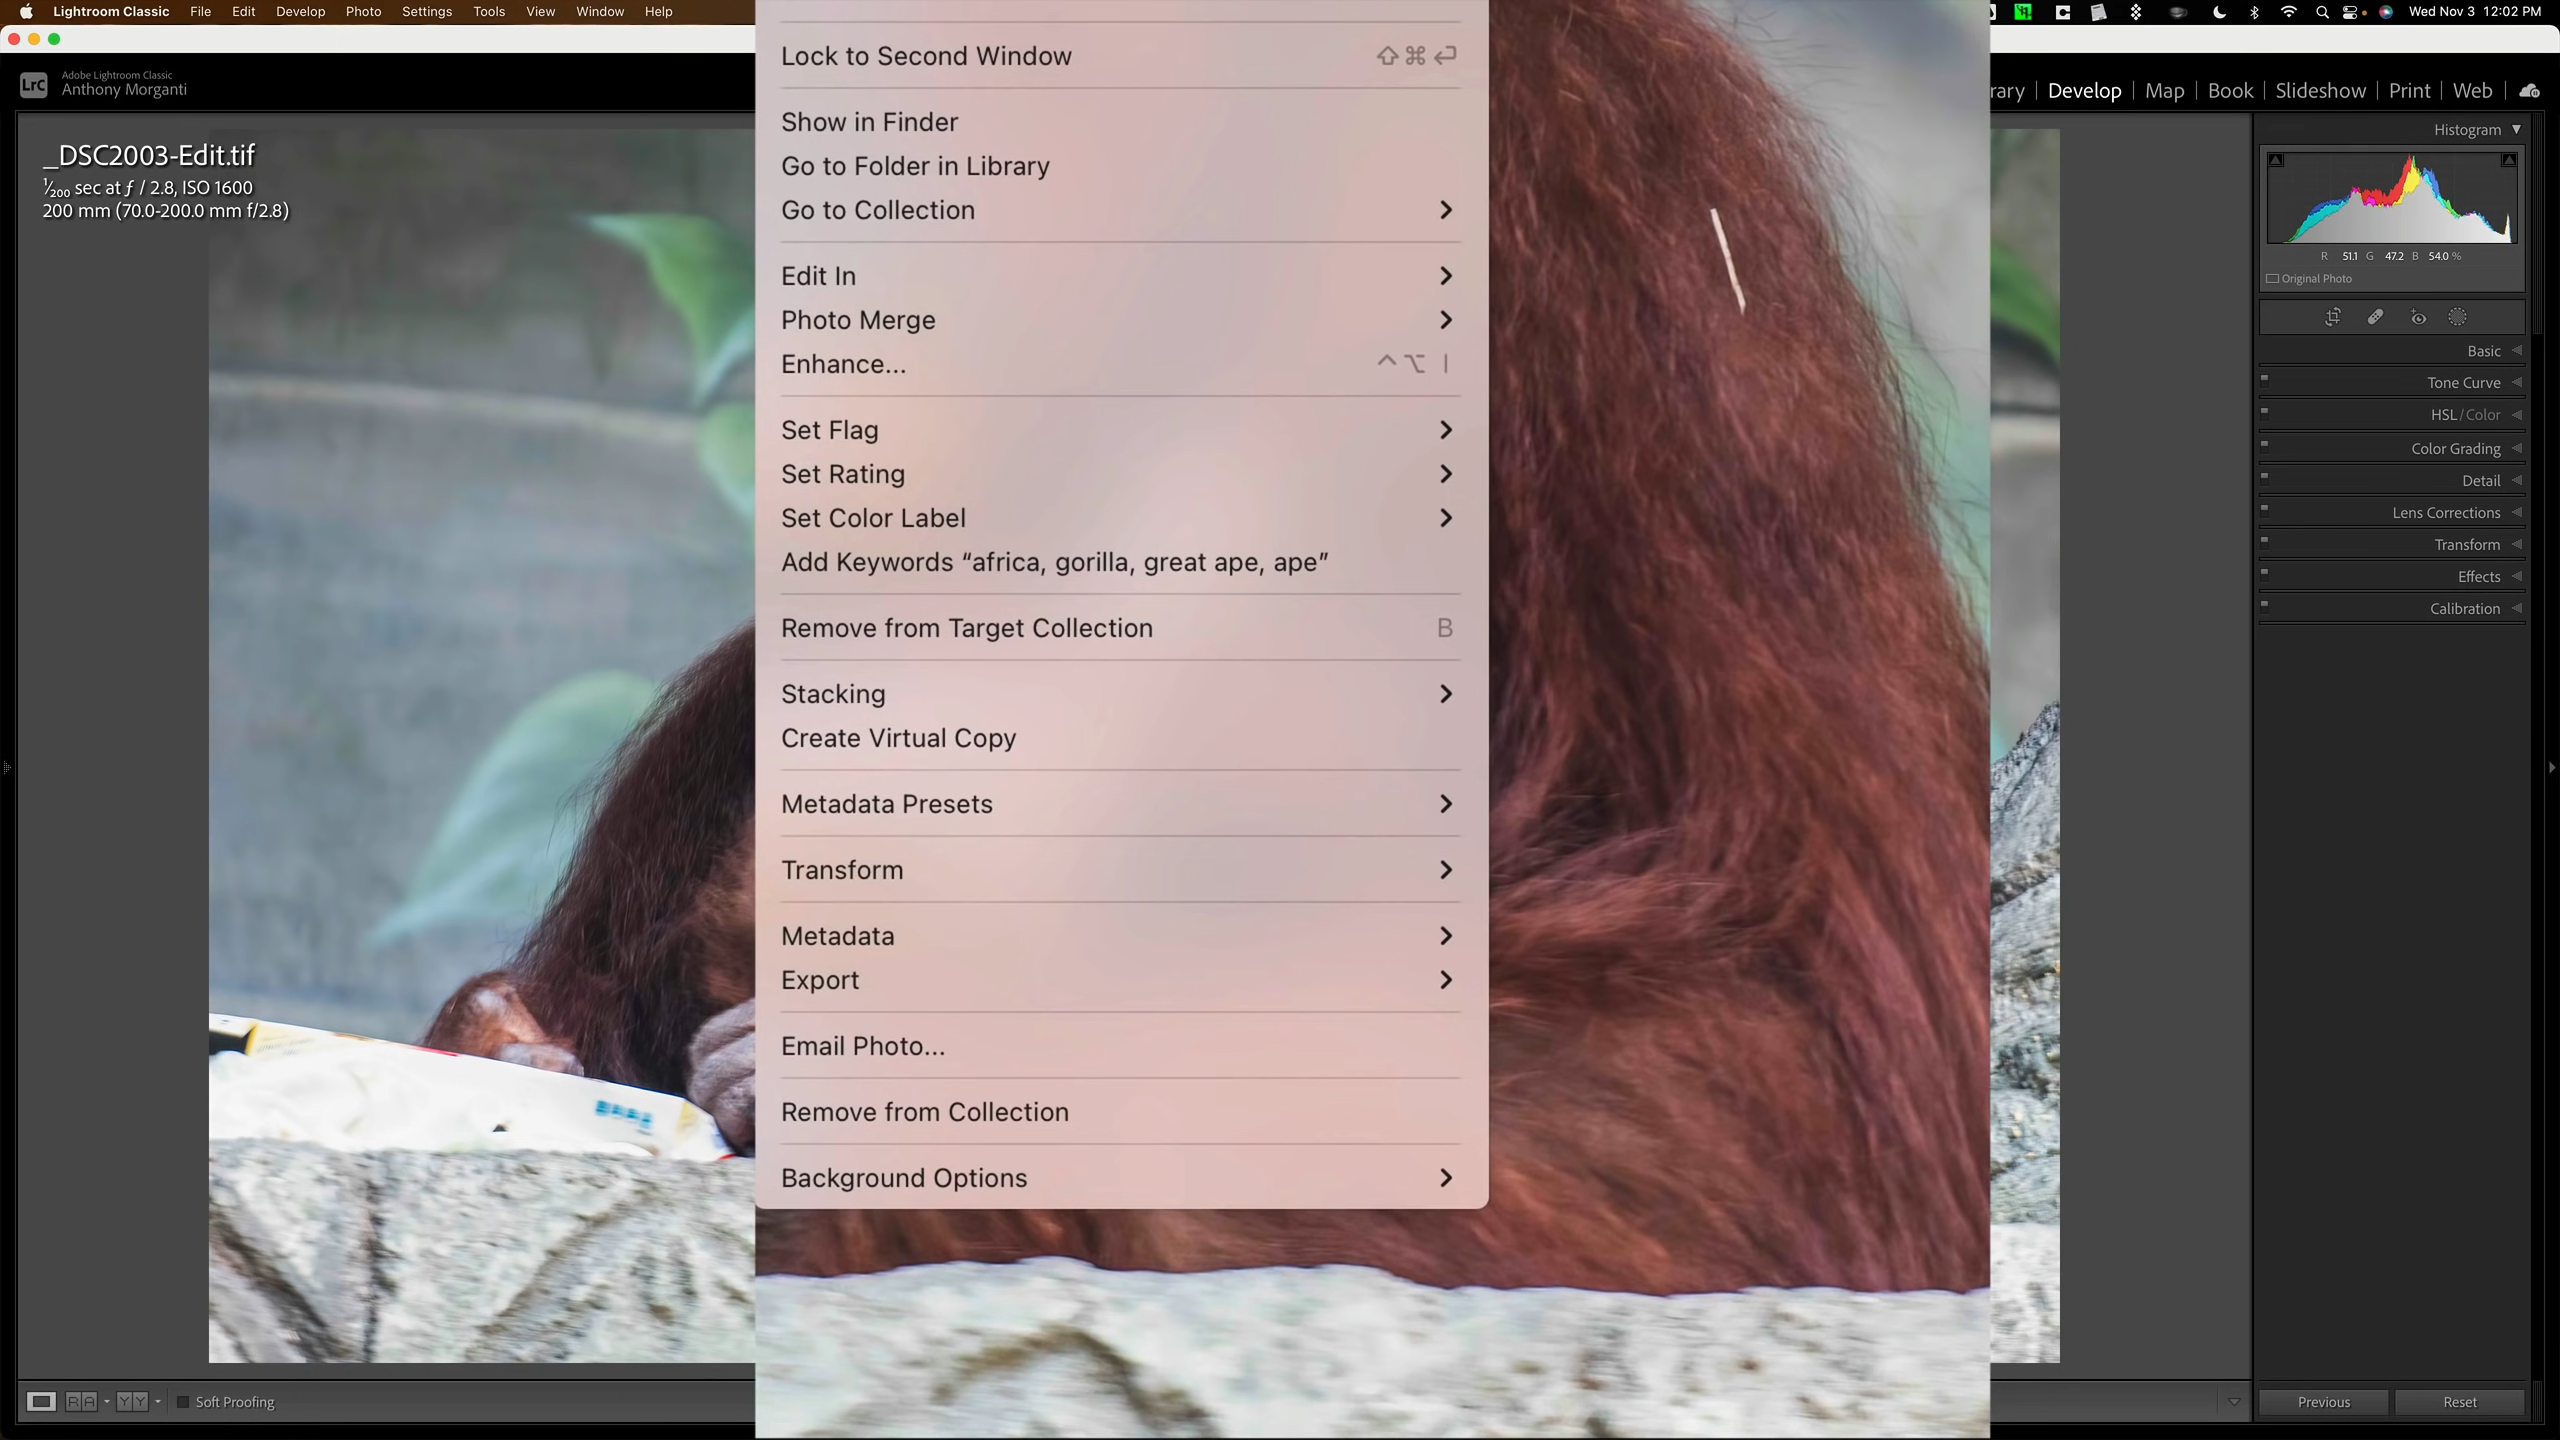 Lightroom Classic File Edit Develop Photo Settings Tools View Window Help
Wed Nov 3 12:02 PM
LrC
Adobe Lightroom Classic
Anthony Morganti
rary | Develop | Map | Book | Slideshow | Print | Web
_DSC2003-Edit.tif
1/200 sec at ƒ / 2.8, ISO 1600
200 mm (70.0-200.0 mm f/2.8)
Lock to Second Window ⇧⌘↩
Show in Finder
Go to Folder in Library
Go to Collection
Edit In
Photo Merge
Enhance... ^⌥ I
Set Flag
Set Rating
Set Color Label
Add Keywords “africa, gorilla, great ape, ape”
Remove from Target Collection B
Stacking
Create Virtual Copy
Metadata Presets
Transform
Metadata
Export
Email Photo...
Remove from Collection
Background Options
Histogram
R 51.1 G 47.2 B 54.0 %
Original Photo
Basic
Tone Curve
HSL / Color
Color Grading
Detail
Lens Corrections
Transform
Effects
Calibration
R A Y Y Soft Proofing
Previous Reset